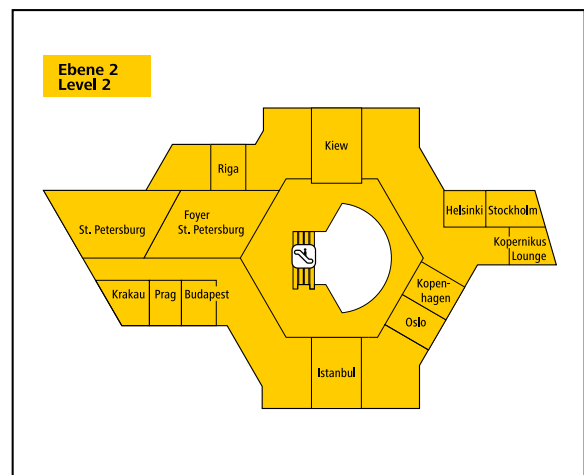 Ebene 2
Level 2
Kiew
Riga
Foyer
St. Petersburg
St. Petersburg
Helsinki
Stockholm
Kopernikus
Lounge
Kopen-
hagen
Oslo
Krakau
Prag
Budapest
Istanbul